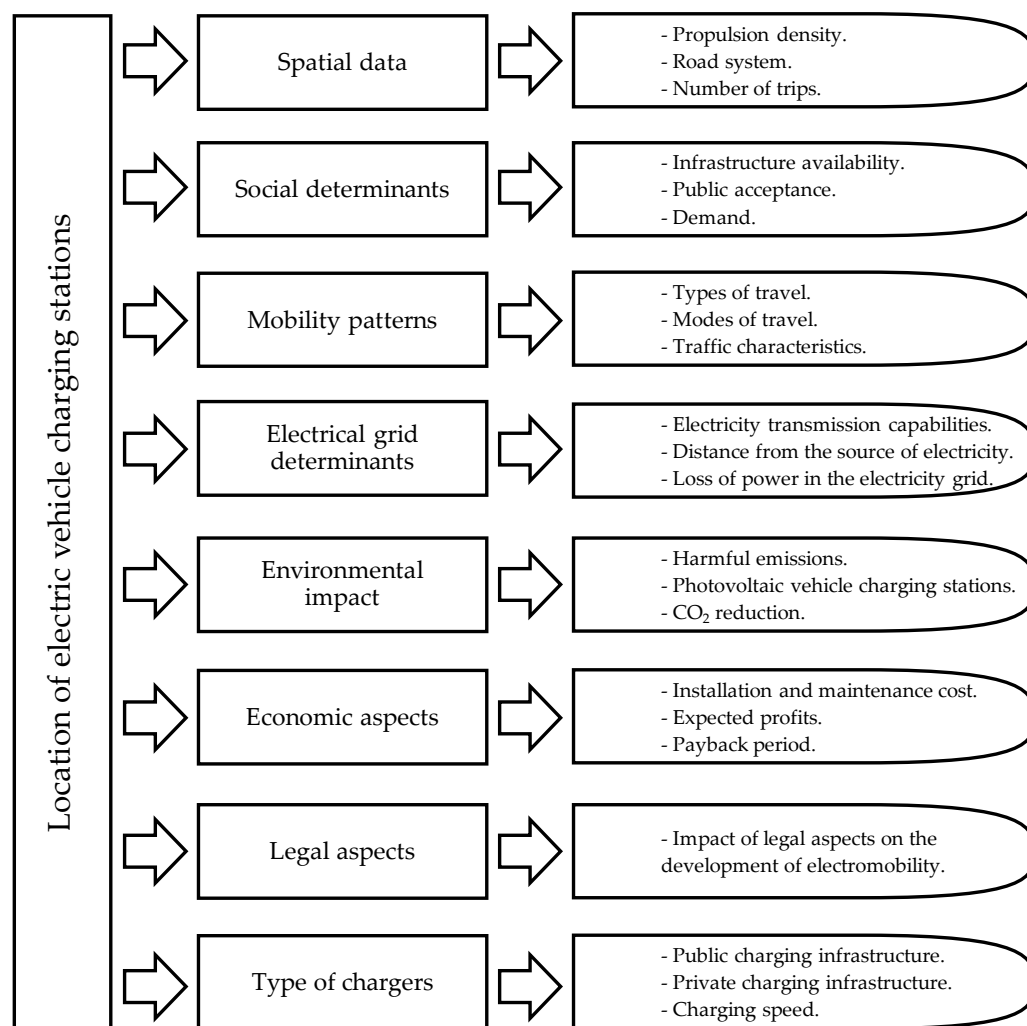 Location of electric vehicle charging stations
Spatial data
- Propulsion density.
- Road system.
- Number of trips.
Social determinants
- Infrastructure availability.
- Public acceptance.
- Demand.
Mobility patterns
- Types of travel.
- Modes of travel.
- Traffic characteristics.
Electrical grid
determinants
- Electricity transmission capabilities.
- Distance from the source of electricity.
- Loss of power in the electricity grid.
Environmental
impact
- Harmful emissions.
- Photovoltaic vehicle charging stations.
- CO₂ reduction.
Economic aspects
- Installation and maintenance cost.
- Expected profits.
- Payback period.
Legal aspects
- Impact of legal aspects on the
development of electromobility.
Type of chargers
- Public charging infrastructure.
- Private charging infrastructure.
- Charging speed.